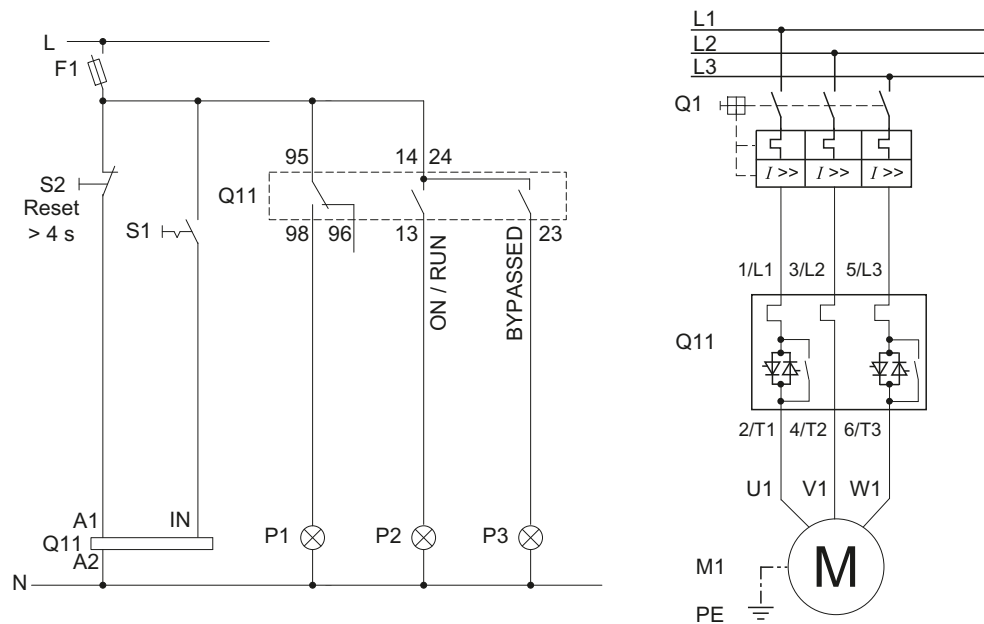 L
F1
S2
Reset
> 4 s
S1
A1
IN
Q11
A2
N
95
14
24
Q11
98
96
13
23
ON / RUN
BYPASSED
P1
P2
P3
L1
L2
L3
Q1
I >>
I >>
I >>
1/L1
3/L2
5/L3
Q11
2/T1
4/T2
6/T3
U1
V1
W1
M1
M
PE